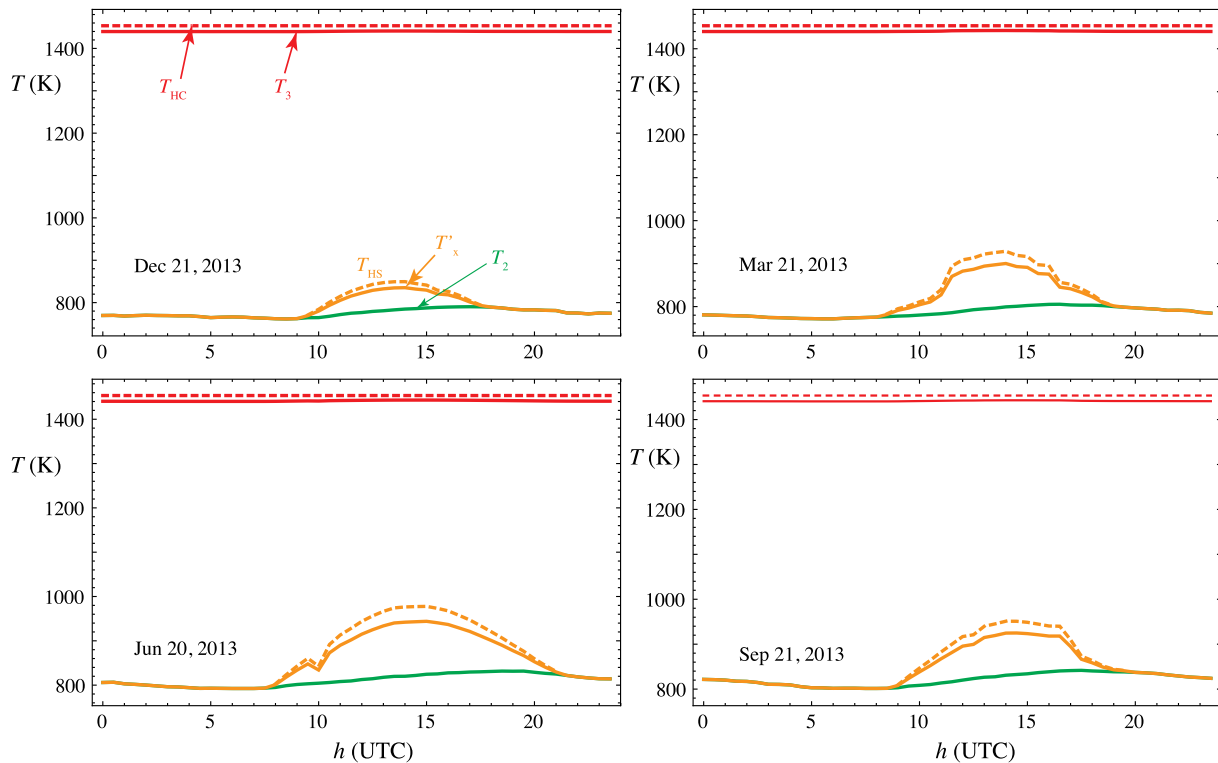 1400
T (K)
1200
1000
800
T_HC
T_3
T_HS
T'_x
T_2
Dec 21, 2013
0 5 10 15 20
1400
T (K)
1200
1000
800
Mar 21, 2013
0 5 10 15 20
1400
T (K)
1200
1000
800
Jun 20, 2013
0 5 10 15 20
h (UTC)
1400
T (K)
1200
1000
800
Sep 21, 2013
0 5 10 15 20
h (UTC)